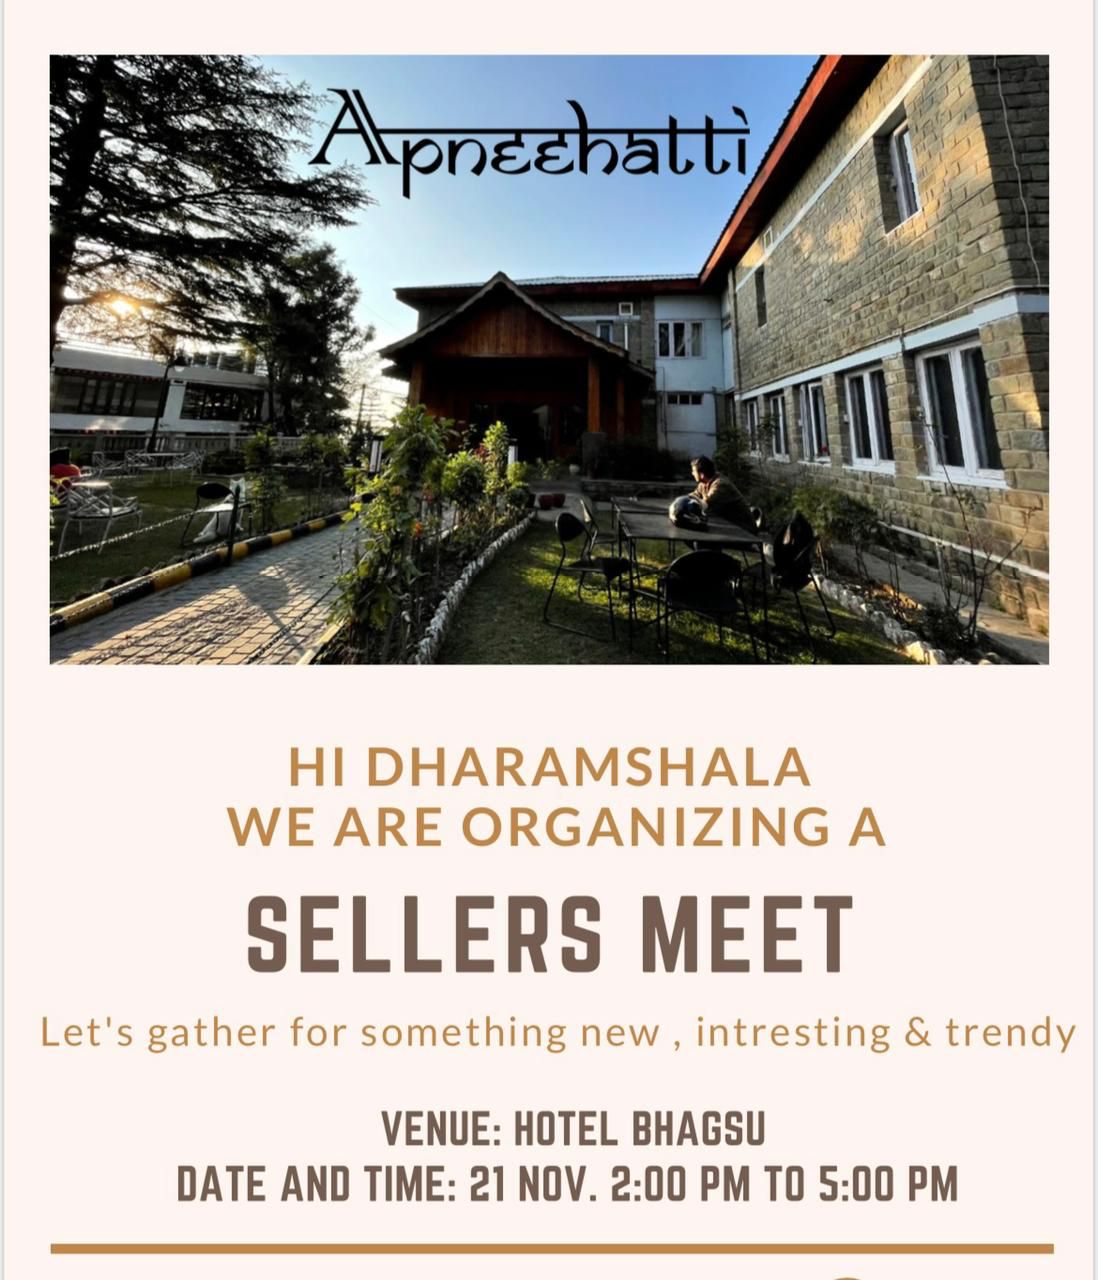 Apneehatti
HI DHARAMSHALA
WE ARE ORGANIZING A
SELLERS MEET
Let's gather for something new , intresting & trendy
VENUE: HOTEL BHAGSU
DATE AND TIME: 21 NOV. 2:00 PM TO 5:00 PM